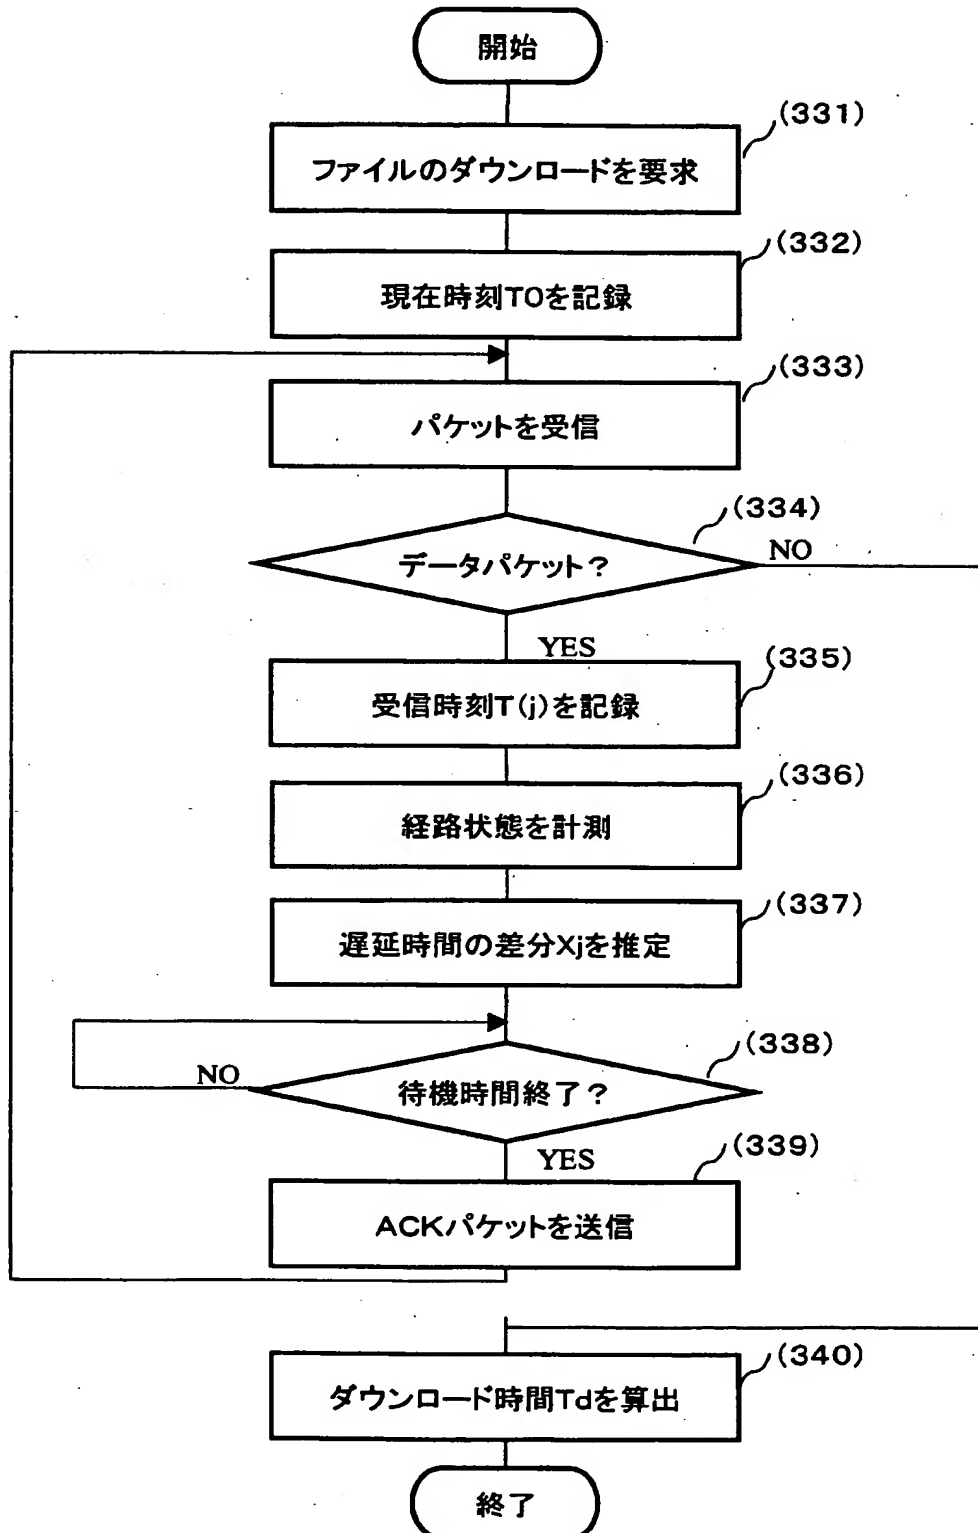 開始
(331)
ファイルのダウンロードを要求
(332)
現在時刻T0を記録
(333)
パケットを受信
(334)
データパケット?
NO
YES
(335)
受信時刻T(j)を記録
(336)
経路状態を計測
(337)
遅延時間の差分Xjを推定
(338)
待機時間終了?
NO
YES
(339)
ACKパケットを送信
(340)
ダウンロード時間Tdを算出
終了